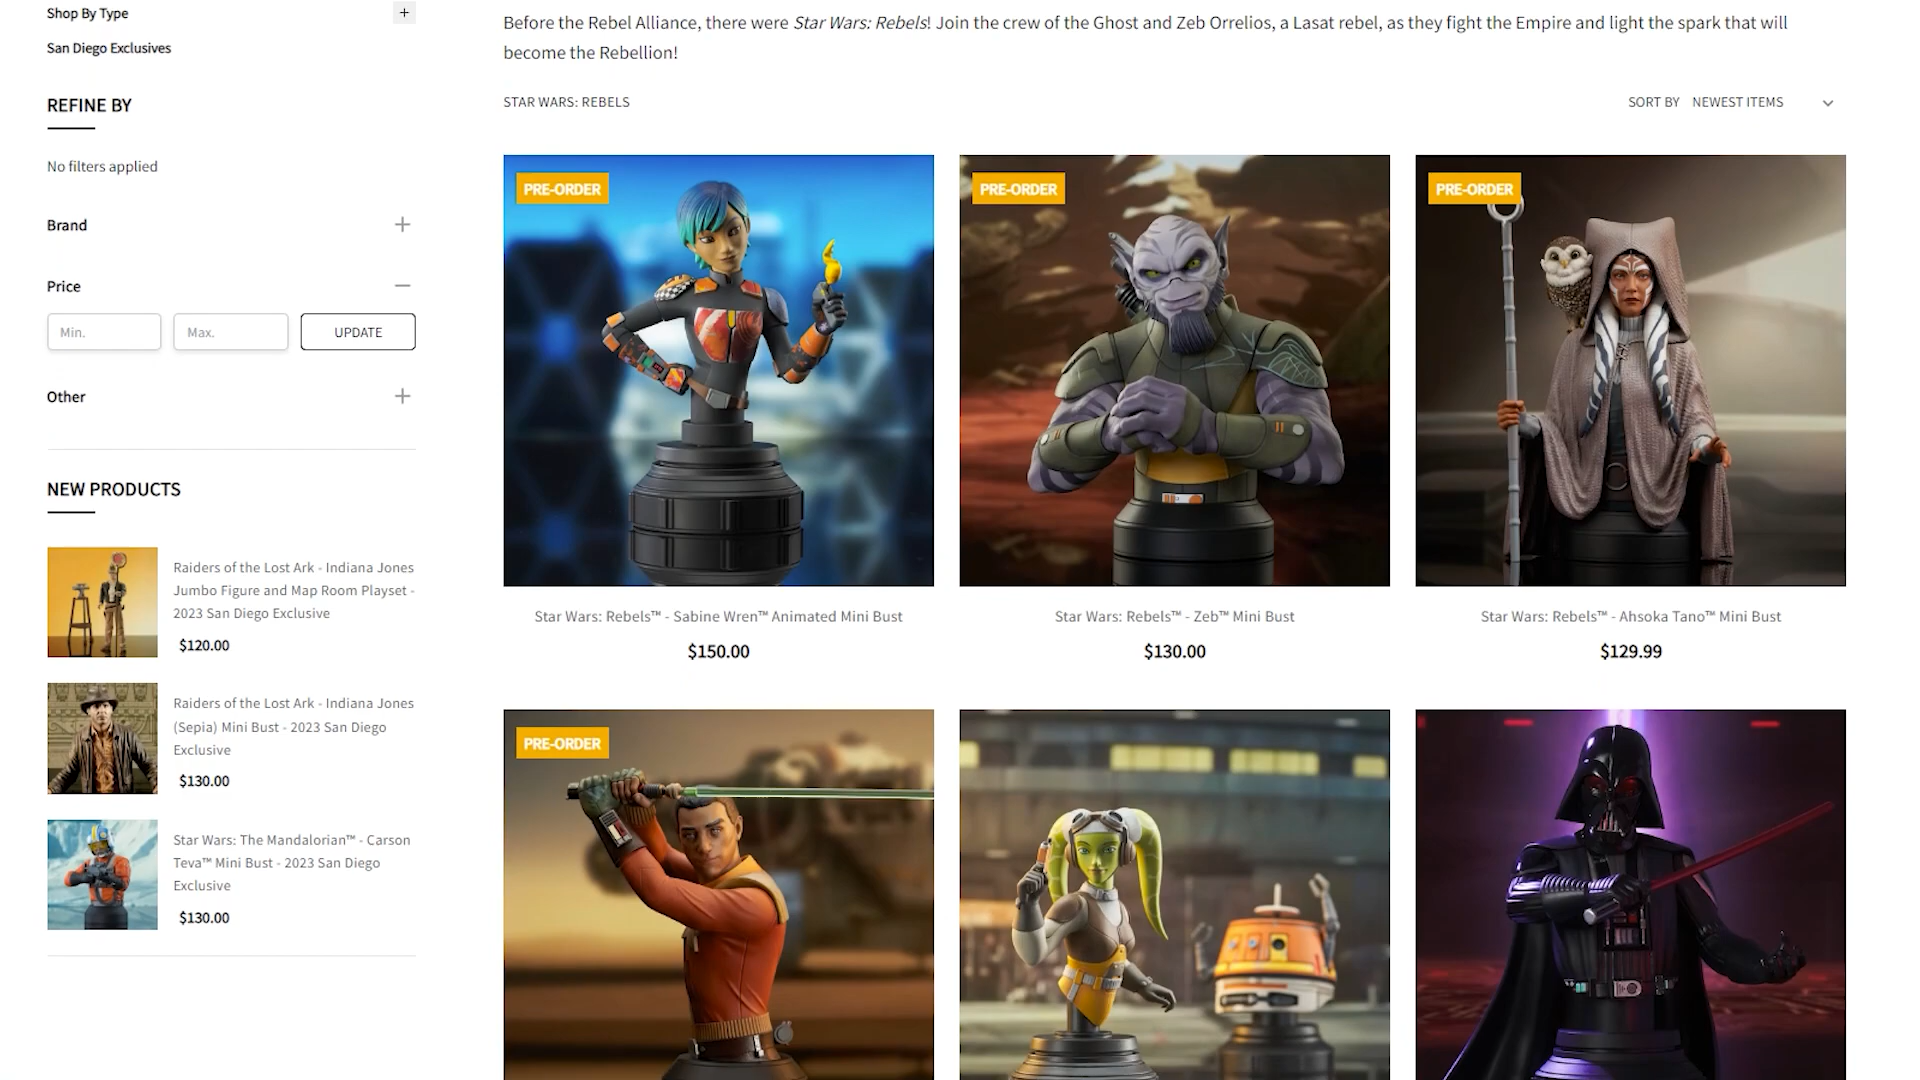 Shop By Type
San Diego Exclusives
REFINE BY
No filters applied
Brand
Price
Min.
Max.
UPDATE
Other
NEW PRODUCTS
Raiders of the Lost Ark - Indiana Jones
Jumbo Figure and Map Room Playset -
2023 San Diego Exclusive
$120.00
Raiders of the Lost Ark - Indiana Jones
(Sepia) Mini Bust - 2023 San Diego
Exclusive
$130.00
Star Wars: The Mandalorian™ - Carson
Teva™ Mini Bust - 2023 San Diego
Exclusive
$130.00
Before the Rebel Alliance, there were Star Wars: Rebels! Join the crew of the Ghost and Zeb Orrelios, a Lasat rebel, as they fight the Empire and light the spark that will
become the Rebellion!
STAR WARS: REBELS
SORT BY NEWEST ITEMS
PRE-ORDER
PRE-ORDER
PRE-ORDER
Star Wars: Rebels™ - Sabine Wren™ Animated Mini Bust
$150.00
Star Wars: Rebels™ - Zeb™ Mini Bust
$130.00
Star Wars: Rebels™ - Ahsoka Tano™ Mini Bust
$129.99
PRE-ORDER